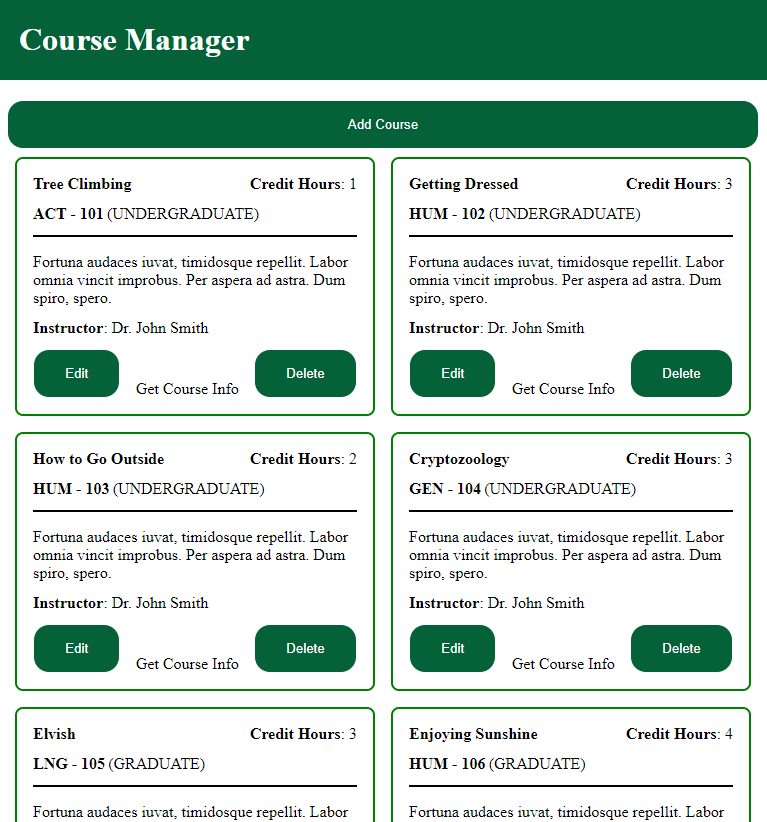 Course Manager
Add Course
Tree Climbing Credit Hours: 1
ACT - 101 (UNDERGRADUATE)
Fortuna audaces iuvat, timidosque repellit. Labor
omnia vincit improbus. Per aspera ad astra. Dum
spiro, spero.
Instructor: Dr. John Smith
Edit Get Course Info Delete
Getting Dressed Credit Hours: 3
HUM - 102 (UNDERGRADUATE)
Fortuna audaces iuvat, timidosque repellit. Labor
omnia vincit improbus. Per aspera ad astra. Dum
spiro, spero.
Instructor: Dr. John Smith
Edit Get Course Info Delete
How to Go Outside Credit Hours: 2
HUM - 103 (UNDERGRADUATE)
Fortuna audaces iuvat, timidosque repellit. Labor
omnia vincit improbus. Per aspera ad astra. Dum
spiro, spero.
Instructor: Dr. John Smith
Edit Get Course Info Delete
Cryptozoology Credit Hours: 3
GEN - 104 (UNDERGRADUATE)
Fortuna audaces iuvat, timidosque repellit. Labor
omnia vincit improbus. Per aspera ad astra. Dum
spiro, spero.
Instructor: Dr. John Smith
Edit Get Course Info Delete
Elvish Credit Hours: 3
LNG - 105 (GRADUATE)
Fortuna audaces iuvat, timidosque repellit. Labor
Enjoying Sunshine Credit Hours: 4
HUM - 106 (GRADUATE)
Fortuna audaces iuvat, timidosque repellit. Labor